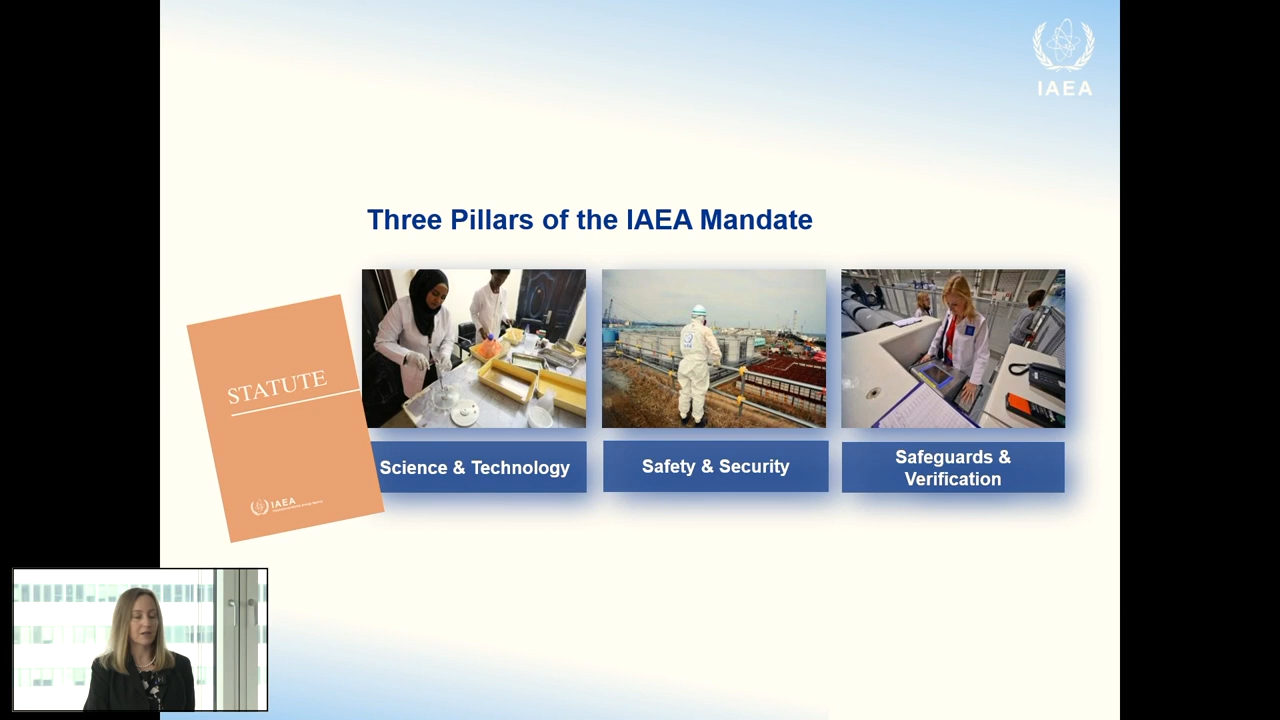 IAEA
Three Pillars of the IAEA Mandate
STATUTE
IAEA
Science & Technology
Safety & Security
Safeguards &
Verification